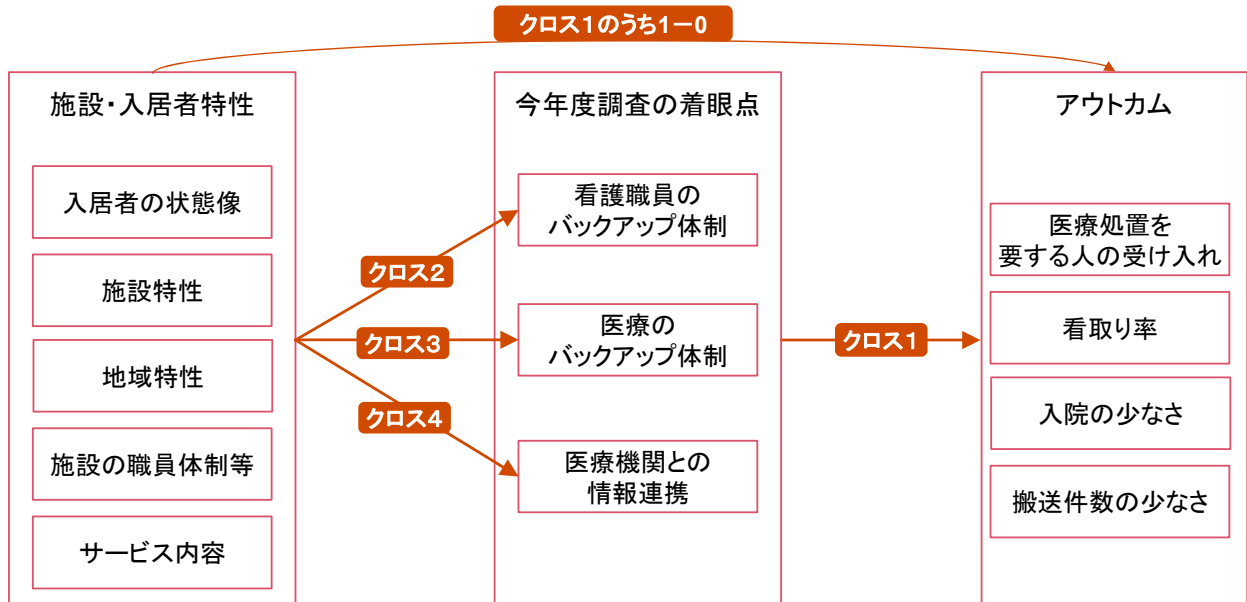 クロス1のうち1－0
施設・入居者特性
入居者の状態像
施設特性
地域特性
施設の職員体制等
サービス内容
クロス2
クロス3
クロス4
今年度調査の着眼点
看護職員の
バックアップ体制
医療の
バックアップ体制
医療機関との
情報連携
クロス1
アウトカム
医療処置を
要する人の受け入れ
看取り率
入院の少なさ
搬送件数の少なさ